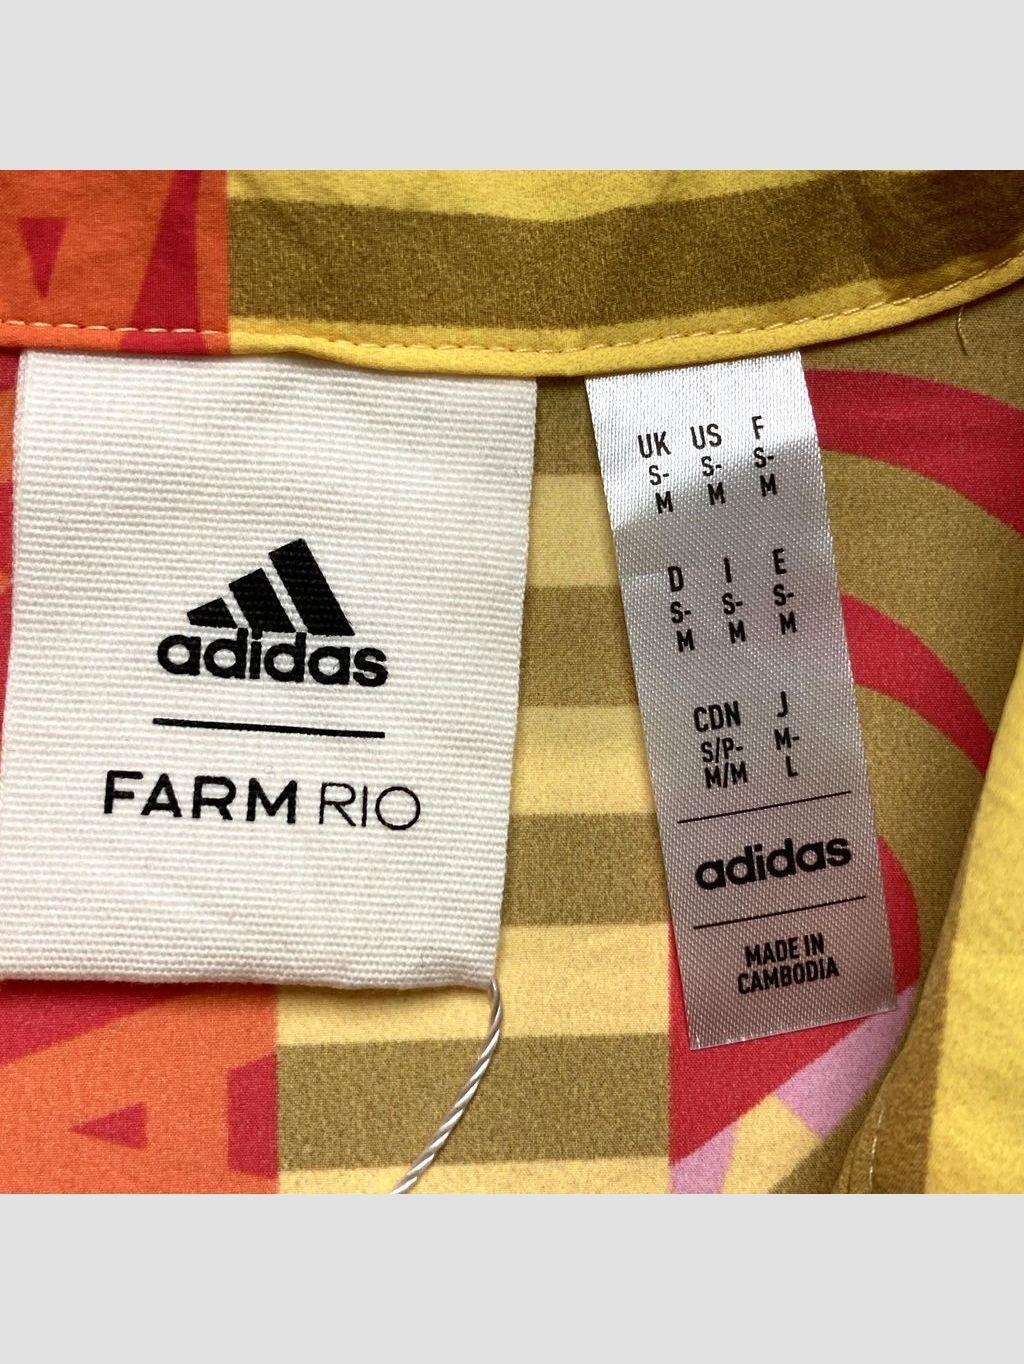 adidas
FARM RIO
UK US F
S- S- S-
M M M
D I E
S- S- S-
M M M
CDN J
S/P- M-
M/M L
adidas
MADE IN
CAMBODIA